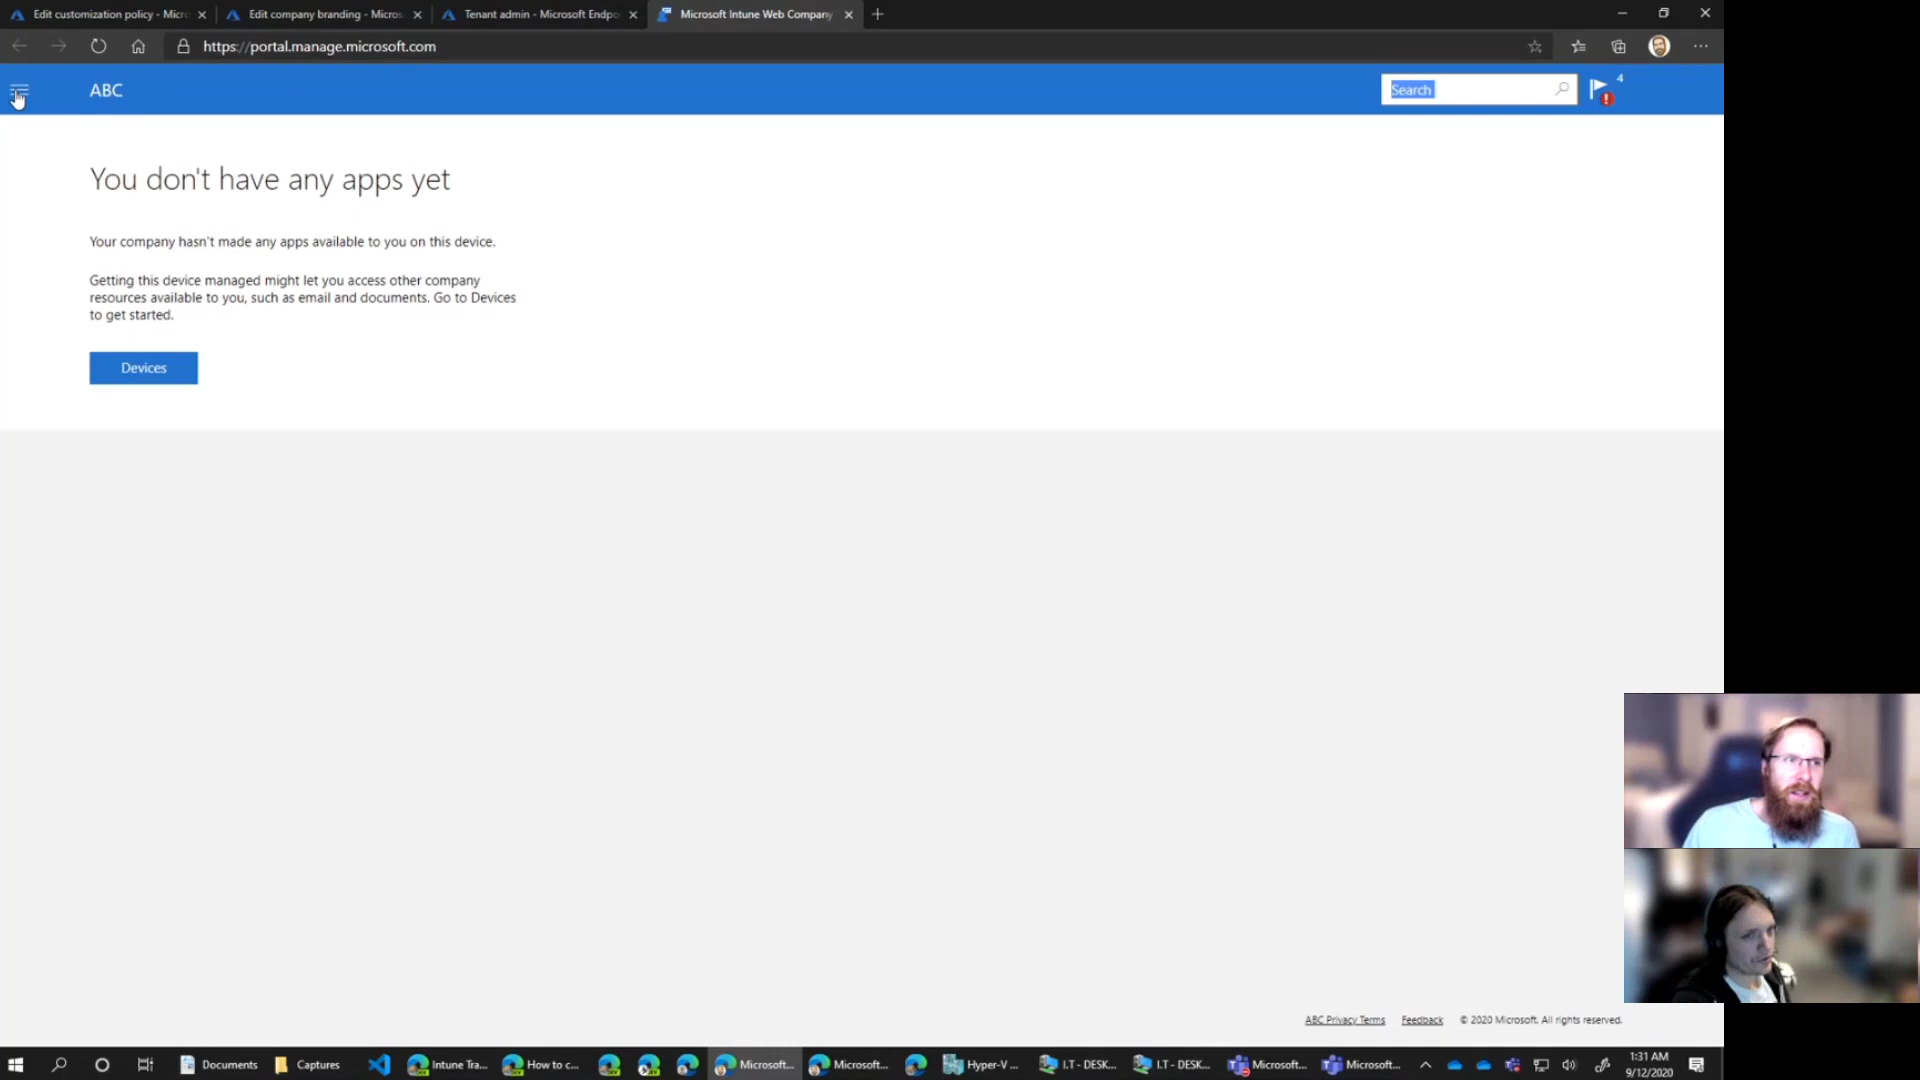 Edit customization policy - Micr
Edit company branding - Micros
Tenant admin - Microsoft Endpo
Microsoft Intune Web Company
https://portal.manage.microsoft.com
ABC
Search
4
You don't have any apps yet
Your company hasn't made any apps available to you on this device.
Getting this device managed might let you access other company
resources available to you, such as email and documents. Go to Devices
to get started.
Devices
ABC Privacy Terms
Feedback
© 2020 Microsoft. All rights reserved.
Documents
Captures
Intune Tra...
How to c...
Microsoft...
Microsoft...
Hyper-V ...
I.T - DESK...
I.T - DESK...
Microsoft...
Microsoft...
1:31 AM
9/12/2020